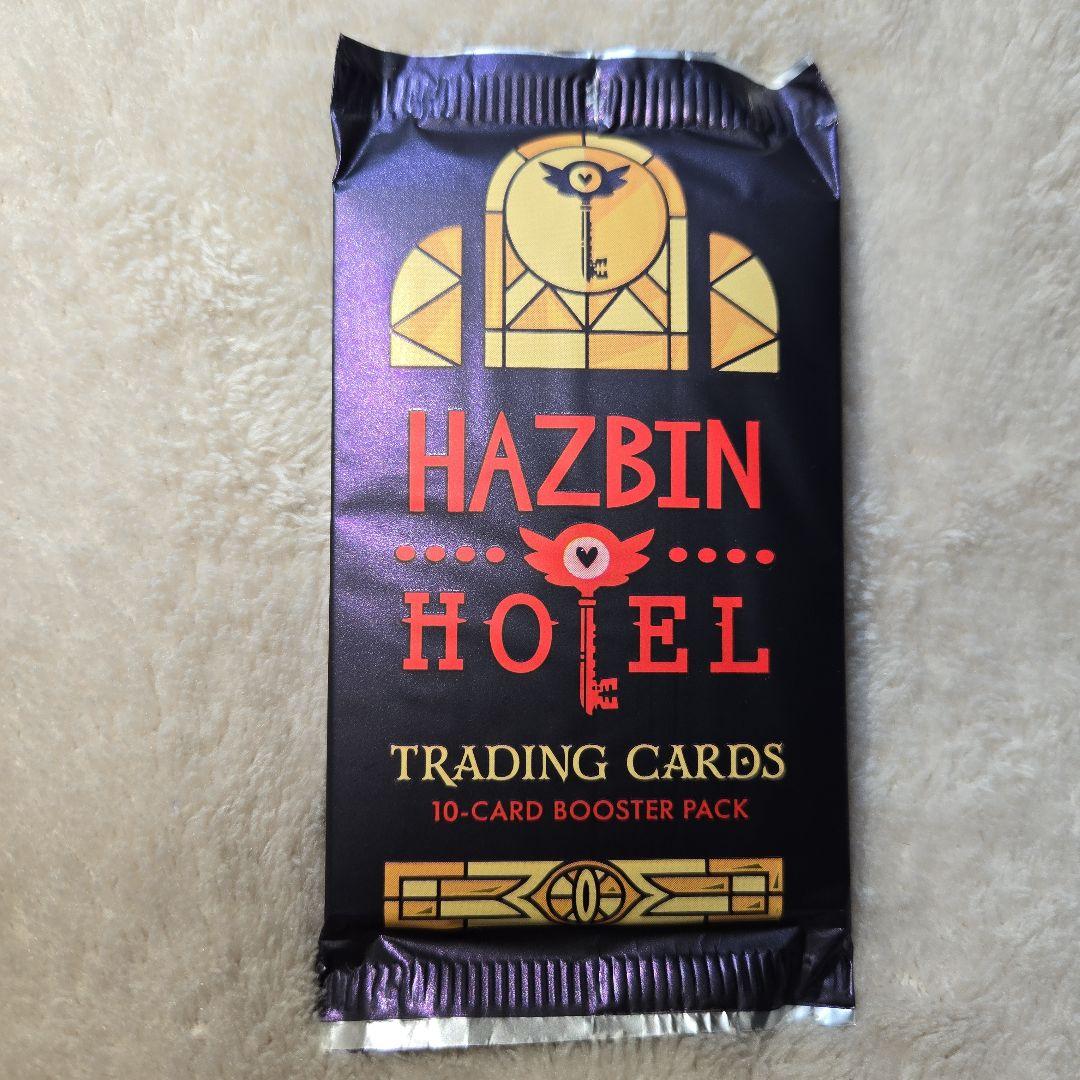 HAZBIN
HOTEL
TRADING CARDS
10-CARD BOOSTER PACK